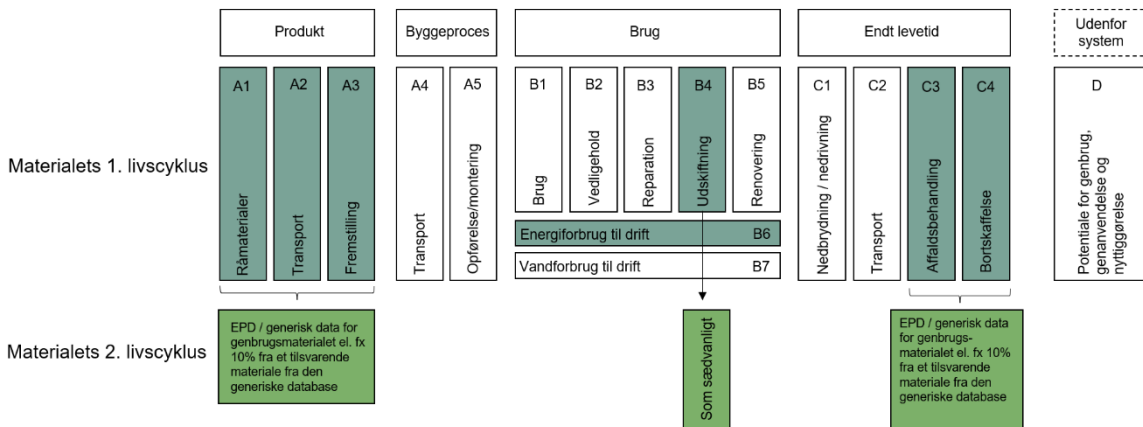 Produkt
Byggeproces
Brug
Endt levetid
Udenfor
system
Materialets 1. livscyklus
A1
Råmaterialer
A2
Transport
A3
Fremstilling
A4
Transport
A5
Opførelse/montering
B1
Brug
B2
Vedligehold
B3
Reparation
B4
Udskiftning
B5
Renovering
Energiforbrug til drift B6
Vandforbrug til drift B7
C1
Nedbrydning / nedrivning
C2
Transport
C3
Affaldsbehandling
C4
Bortskaffelse
D
Potentiale for genbrug,
genanvendelse og
nyttiggørelse
Materialets 2. livscyklus
EPD / generisk data for
genbrugsmaterialet el. fx
10% fra et tilsvarende
materiale fra den
generiske database
Som sædvanligt
EPD / generisk data
for genbrugs-
materialet el. fx 10%
fra et tilsvarende
materiale fra den
generiske database